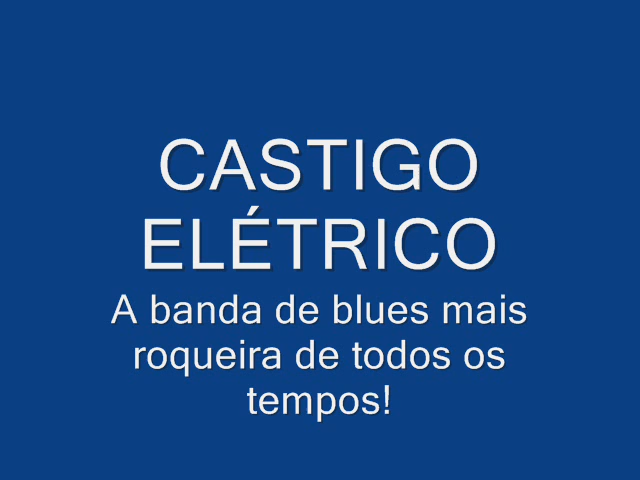 CASTIGO
ELÉTRICO
A banda de blues mais
roqueira de todos os
tempos!